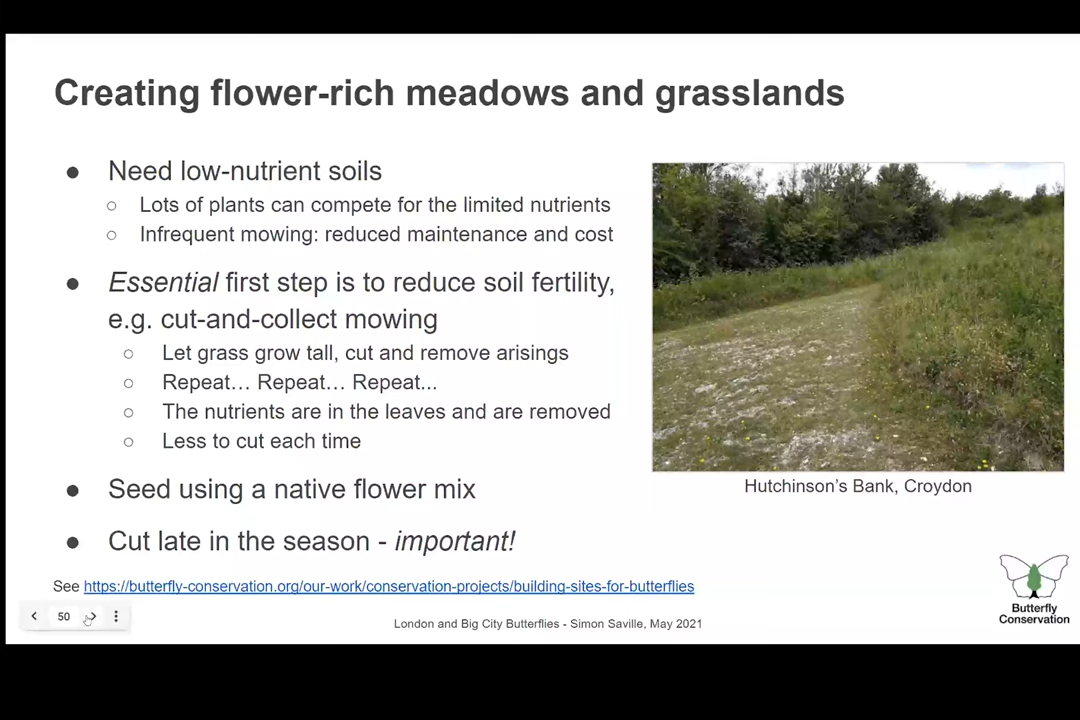 Creating flower-rich meadows and grasslands
● Need low-nutrient soils
○ Lots of plants can compete for the limited nutrients
○ Infrequent mowing: reduced maintenance and cost
● Essential first step is to reduce soil fertility,
e.g. cut-and-collect mowing
○ Let grass grow tall, cut and remove arisings
○ Repeat… Repeat… Repeat...
○ The nutrients are in the leaves and are removed
○ Less to cut each time
● Seed using a native flower mix
● Cut late in the season - important!
Hutchinson's Bank, Croydon
See https://butterfly-conservation.org/our-work/conservation-projects/building-sites-for-butterflies
50
London and Big City Butterflies - Simon Saville, May 2021
Butterfly
Conservation